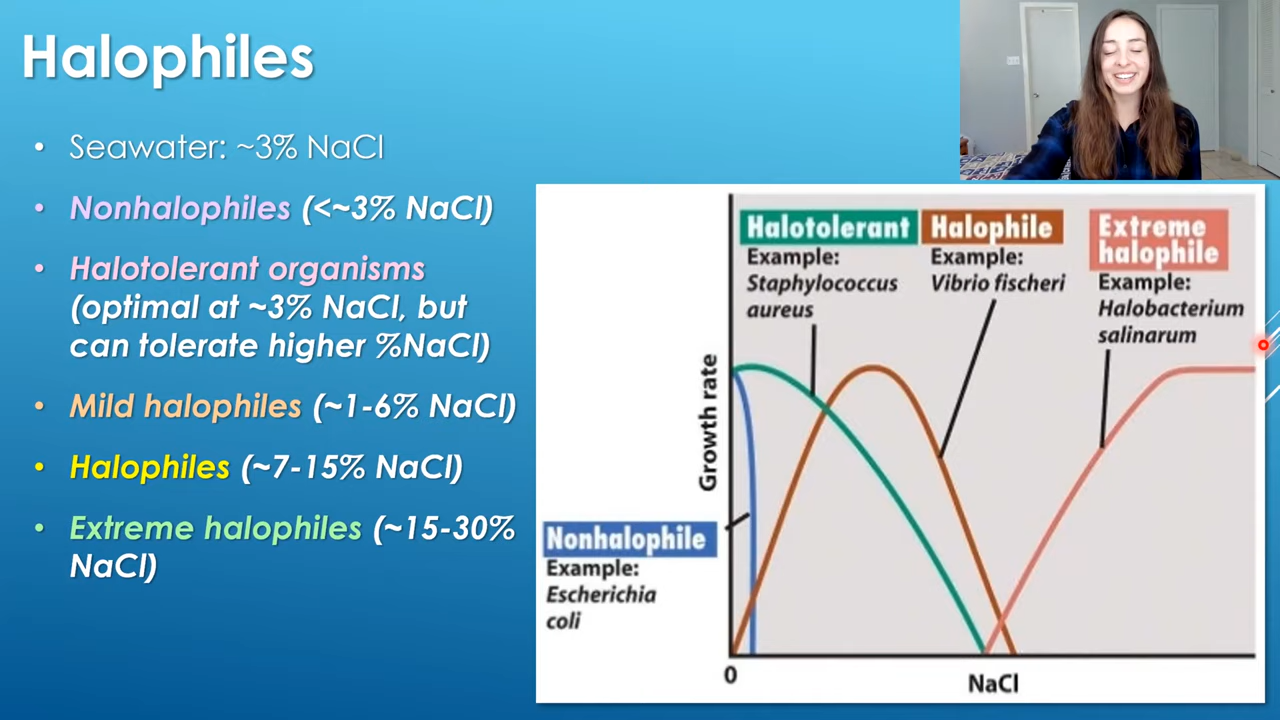 Halophiles
• Seawater: ~3% NaCl
• Nonhalophiles (<~3% NaCl)
• Halotolerant organisms
(optimal at ~3% NaCl, but
can tolerate higher %NaCl)
• Mild halophiles (~1-6% NaCl)
• Halophiles (~7-15% NaCl)
• Extreme halophiles (~15-30%
NaCl)
Halotolerant
Example:
Staphylococcus
aureus
Halophile
Example:
Vibrio fischeri
Extreme
halophile
Example:
Halobacterium
salinarum
Growth rate
Nonhalophile
Example:
Escherichia
coli
0
NaCl